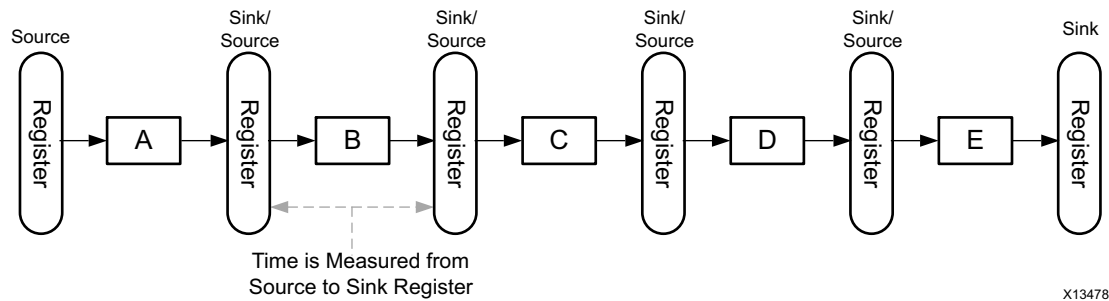 Source
Sink/
Source
Sink/
Source
Sink/
Source
Sink/
Source
Sink
Register
A
Register
B
Register
C
Register
D
Register
E
Register
Time is Measured from
Source to Sink Register
X13478